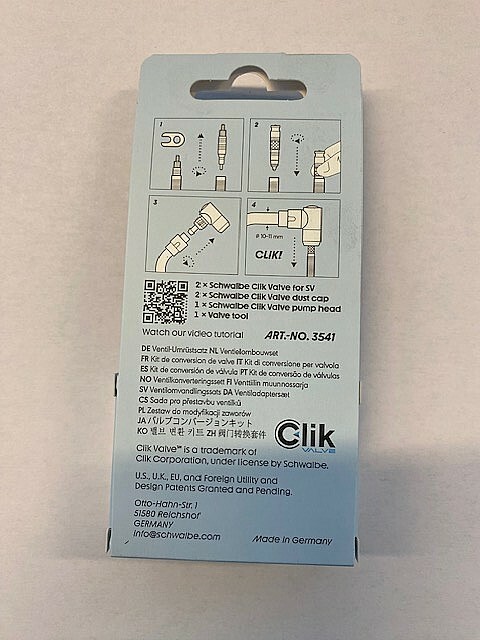 1
2
3
4
ø 10-11 mm
CLIK!
2 × Schwalbe Clik Valve for SV
2 × Schwalbe Clik Valve dust cap
1 × Schwalbe Clik Valve pump head
1 × Valve tool
Watch our video tutorial ART.-NO. 3541
DE Ventil-Umrüstsatz NL Ventielombouwset
FR Kit de conversion de valve IT Kit di conversione per valvola
ES Kit de conversión de válvula PT Kit de conversão de válvulas
NO Ventilkonverteringssett FI Venttiilin muunnossarja
SV Ventilomvandlingssats DA Ventiladaptersæt
CS Sada pro přestavbu ventilků
PL Zestaw do modyfikacji zaworów
JA バルブコンバージョンキット
KO 밸브 변환 키트 ZH 阀门转换套件
Clik
VALVE
Clik Valve™ is a trademark of
Clik Corporation, under license by Schwalbe.
U.S., U.K., EU, and Foreign Utility and
Design Patents Granted and Pending.
Otto-Hahn-Str. 1
51580 Reichshof
GERMANY
info@schwalbe.com Made in Germany